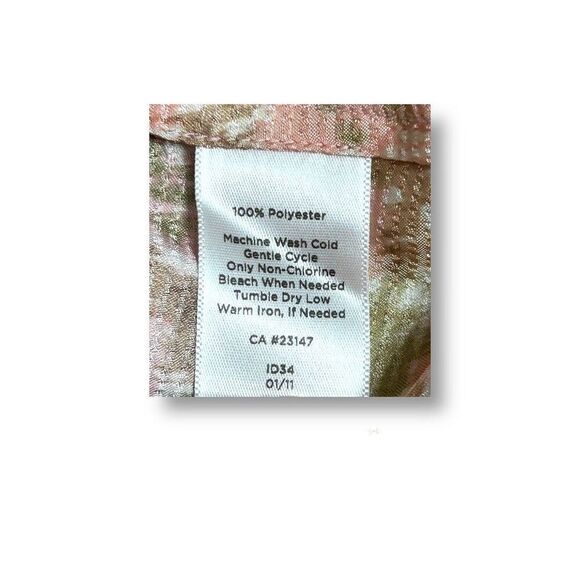 100% Polyester
Machine Wash Cold
Gentle Cycle
Only Non-Chlorine
Bleach When Needed
Tumble Dry Low
Warm Iron, If Needed
CA #23147
ID34
01/11